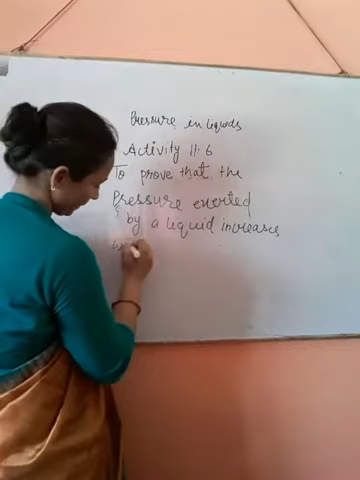 Pressure in liquids
Activity 11.6
To prove that the
Pressure exerted
by a liquid increases